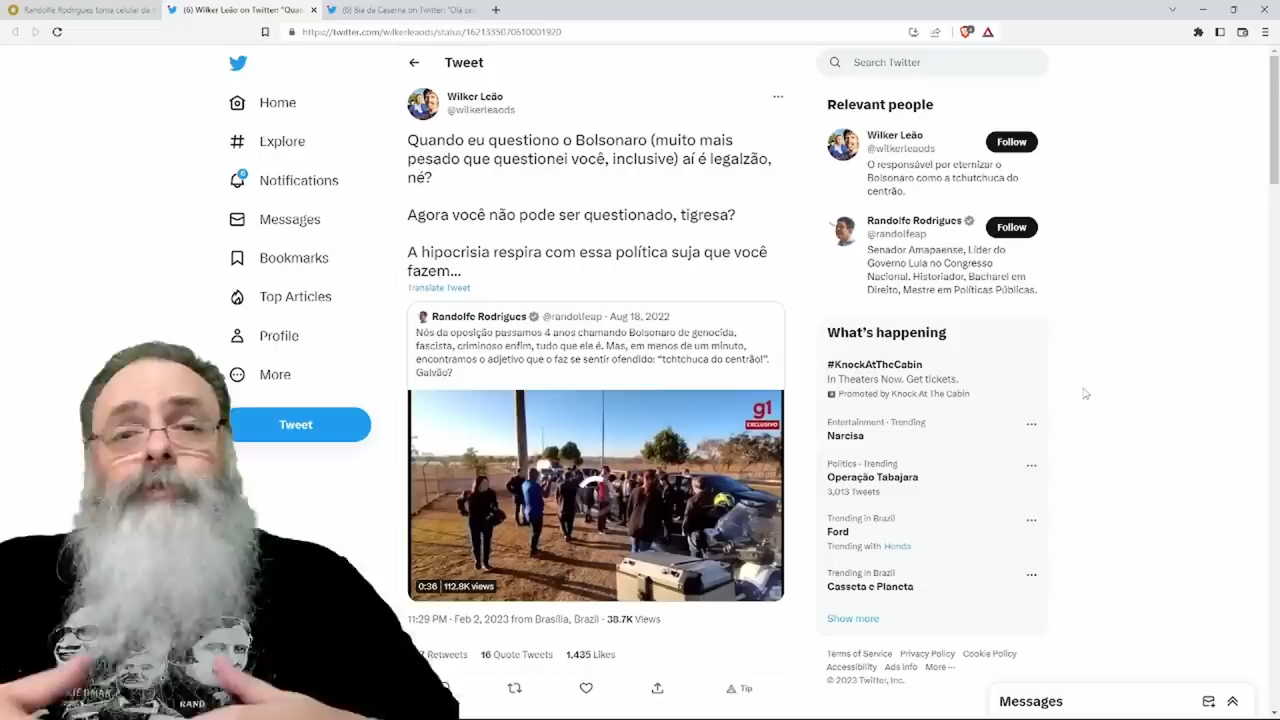 Randolfe Rodrigues toma celular da
(6) Wilker Leão on Twitter: "Quan
(6) Bia da Caserna on Twitter: "Olá se
https://twitter.com/wilkerleaods/status/1621335070610001920
Home
Explore
6
Notifications
Messages
Bookmarks
Top Articles
Profile
More
Tweet
Tweet
Wilker Leão
@wilkerleaods
Quando eu questiono o Bolsonaro (muito mais
pesado que questionei você, inclusive) aí é legalzão,
né?
Agora você não pode ser questionado, tigresa?
A hipocrisia respira com essa política suja que você
fazem...
Translate Tweet
Randolfe Rodrigues @randolfeap · Aug 18, 2022
Nós da oposição passamos 4 anos chamando Bolsonaro de genocida,
fascista, criminoso enfim, tudo que ele é. Mas, em menos de um minuto,
encontramos o adjetivo que o faz se sentir ofendido: "tchtchuca do centrão!".
Galvão?
g1
EXCLUSIVO
0:36 112.8K views
11:29 PM · Feb 2, 2023 from Brasília, Brazil · 38.7K Views
Retweets 16 Quote Tweets 1,435 Likes
Tip
Search Twitter
Relevant people
Wilker Leão
@wilkerleaods
Follow
O responsável por eternizar o
Bolsonaro como a tchutchuca do
centrão.
Randolfe Rodrigues
@randolfeap
Follow
Senador Amapaense, Líder do
Governo Lula no Congresso
Nacional. Historiador, Bacharel em
Direito, Mestre em Políticas Públicas.
What's happening
#KnockAtTheCabin
In Theaters Now. Get tickets.
Promoted by Knock At The Cabin
Entertainment · Trending
Narcisa
Politics · Trending
Operação Tabajara
3,013 Tweets
Trending in Brazil
Ford
Trending with Honda
Trending in Brazil
Casseta e Planeta
Show more
Terms of Service Privacy Policy Cookie Policy
Accessibility Ads info More ···
© 2023 Twitter, Inc.
Messages
RAND